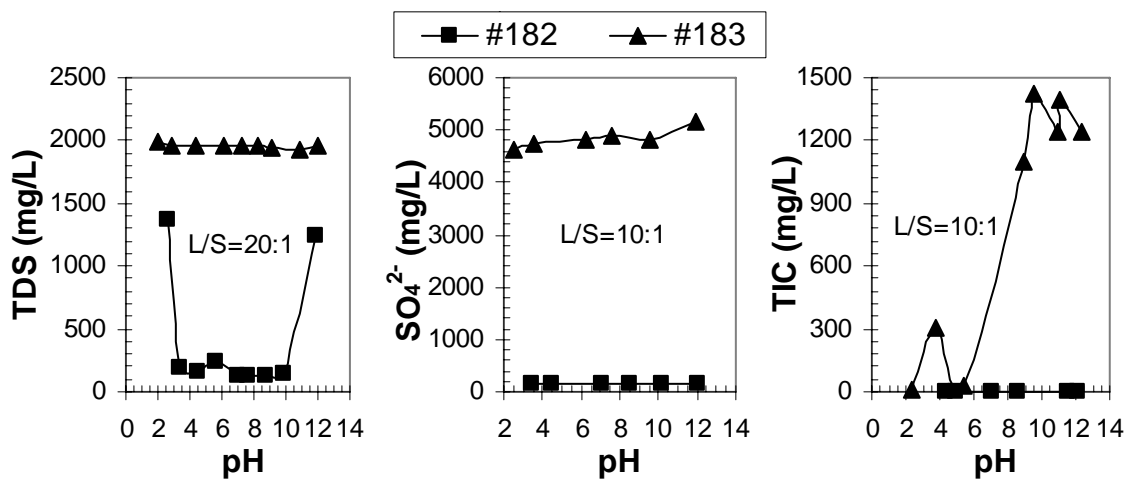 #182 #183
TDS (mg/L)
2500
2000
1500
1000
500
0
L/S=20:1
0 2 4 6 8 10 12 14
pH
SO₄²⁻ (mg/L)
6000
5000
4000
3000
2000
1000
0
L/S=10:1
2 4 6 8 10 12 14
pH
TIC (mg/L)
1500
1200
900
600
300
0
L/S=10:1
0 2 4 6 8 10 12 14
pH